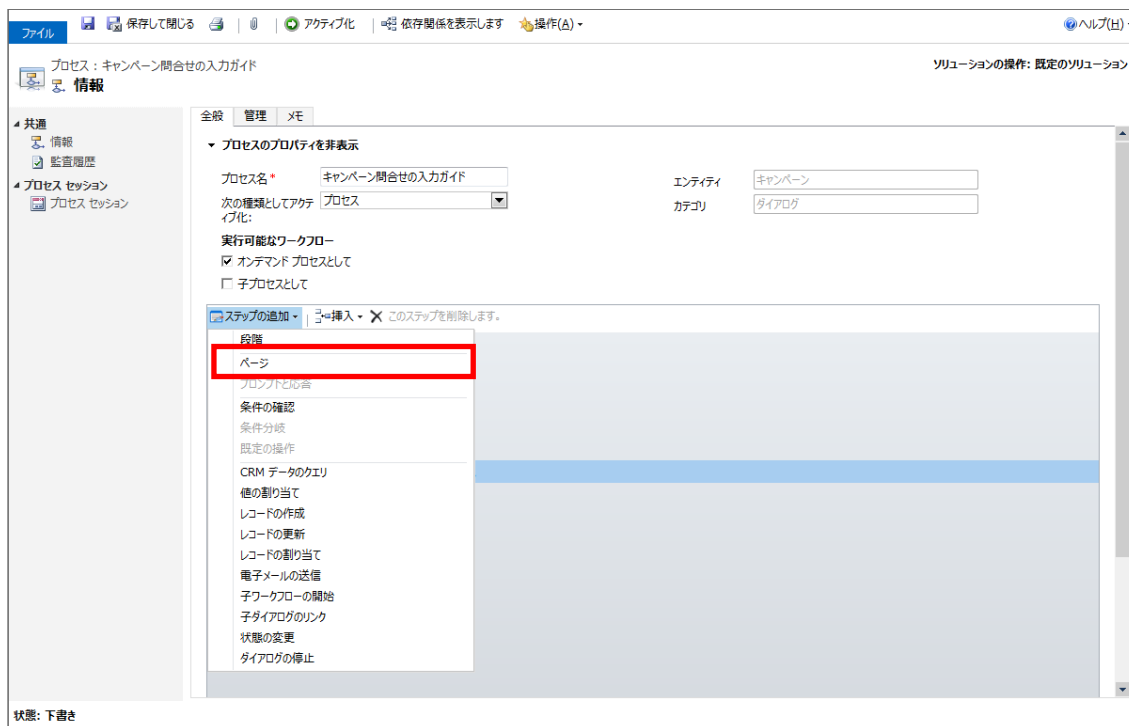 ファイル
保存して閉じる
アクティブ化
依存関係を表示します
操作(A)
ヘルプ(H)
プロセス : キャンペーン問合せの入力ガイド
情報
ソリューションの操作: 既定のソリューション
共通
情報
監査履歴
プロセス セッション
プロセス セッション
全般 管理 メモ
プロセスのプロパティを非表示
プロセス名* キャンペーン問合せの入力ガイド
エンティティ キャンペーン
次の種類としてアクティブ化: プロセス
カテゴリ ダイアログ
実行可能なワークフロー
オンデマンド プロセスとして
子プロセスとして
ステップの追加 挿入 このステップを削除します。
段階
ページ
プロンプトと応答
条件の確認
条件分岐
既定の操作
CRM データのクエリ
値の割り当て
レコードの作成
レコードの更新
レコードの割り当て
電子メールの送信
子ワークフローの開始
子ダイアログのリンク
状態の変更
ダイアログの停止
状態: 下書き